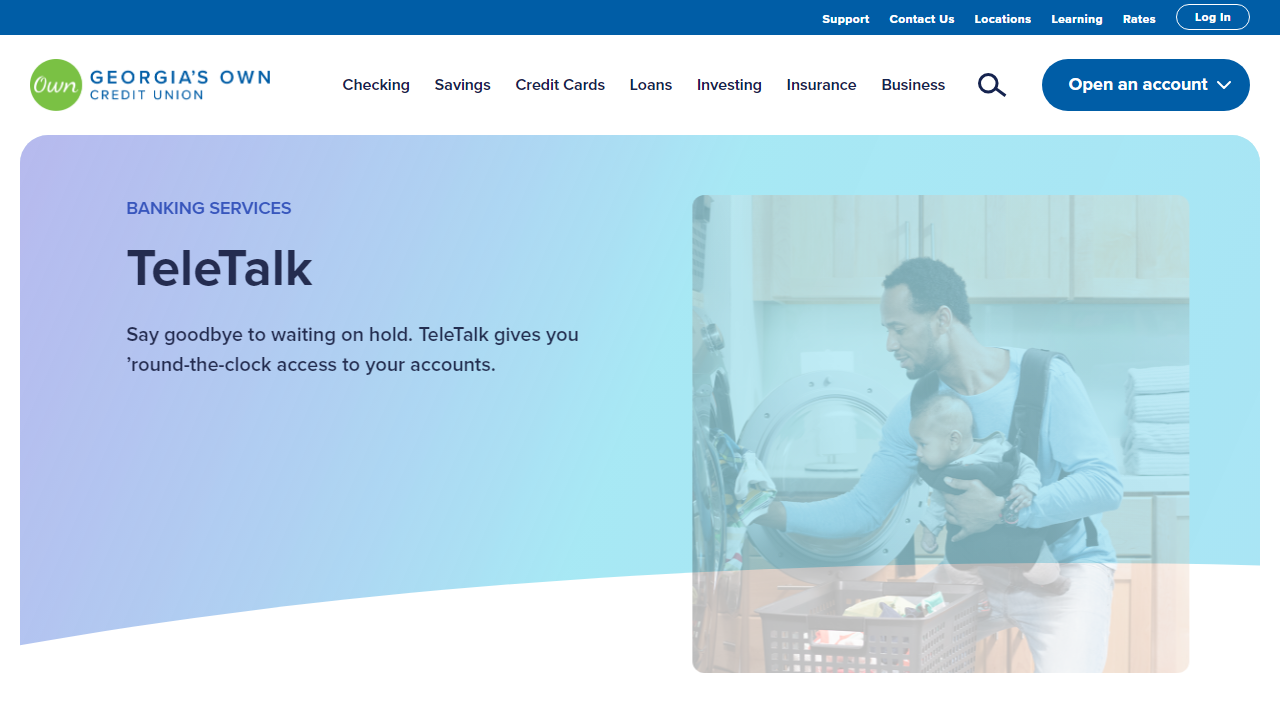 Support Contact Us Locations Learning Rates Log In
Own GEORGIA'S OWN
CREDIT UNION
Checking Savings Credit Cards Loans Investing Insurance Business Open an account
BANKING SERVICES
TeleTalk
Say goodbye to waiting on hold. TeleTalk gives you
’round-the-clock access to your accounts.